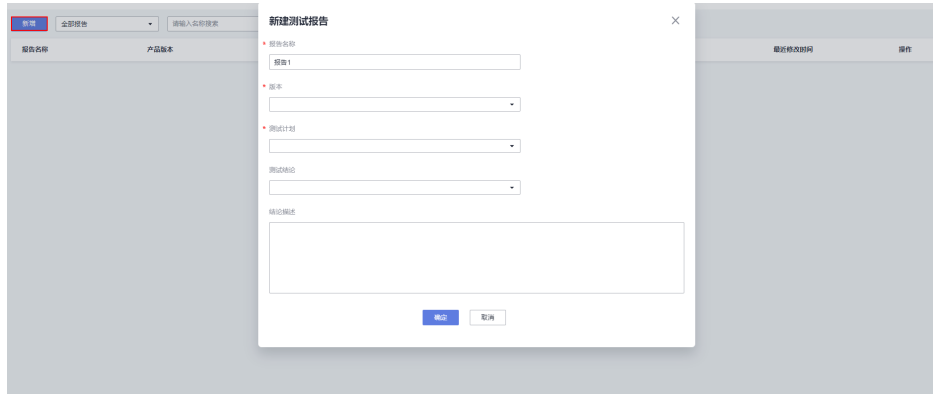 新增 全部报告 请输入名称搜索
报告名称 产品版本 最近修改时间 操作
新建测试报告
* 报告名称
报告1
* 版本
* 测试计划
测试结论
结论描述
确定 取消